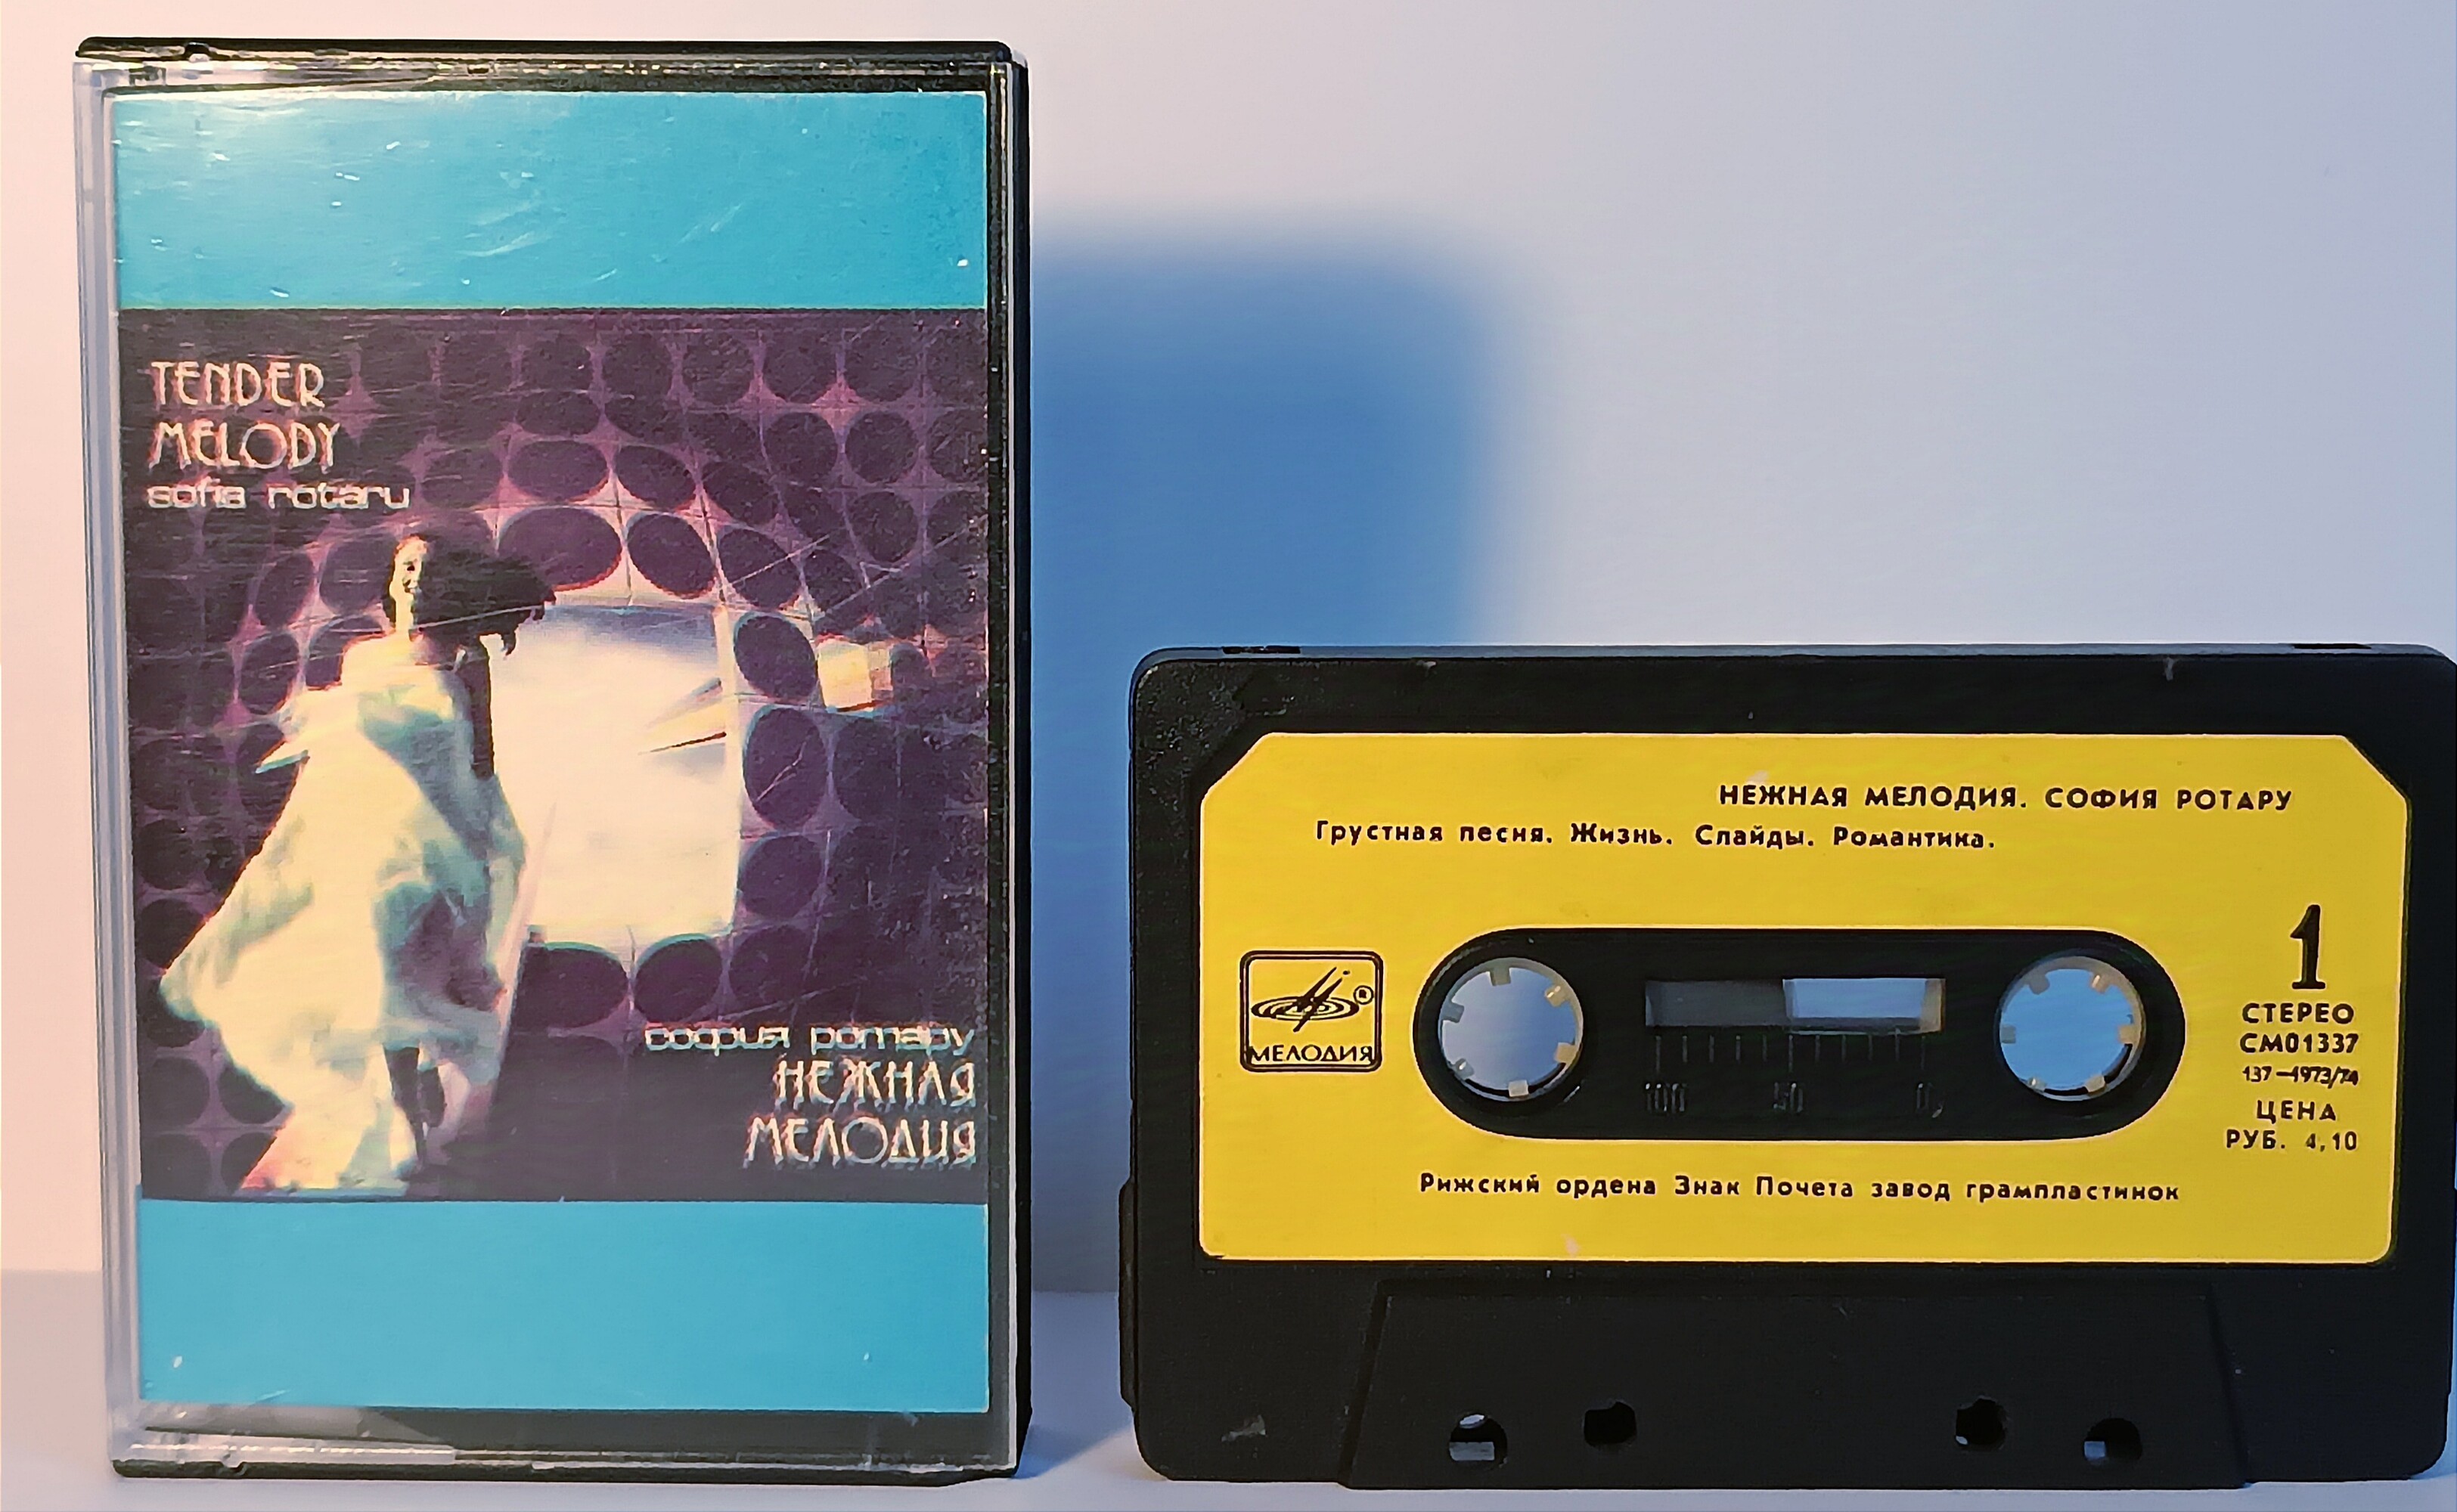 TENDER
MELODY
sofia rotaru
софия ротару
НЕЖНАЯ
МЕЛОДИЯ
НЕЖНАЯ МЕЛОДИЯ. СОФИЯ РОТАРУ
Грустная песня. Жизнь. Слайды. Романтика.
1
СТЕРЕО
СМ01337
137-4973/74
ЦЕНА
РУБ. 4,10
®
МЕЛОДИЯ
100 50 0
Рижский ордена Знак Почета завод грампластинок